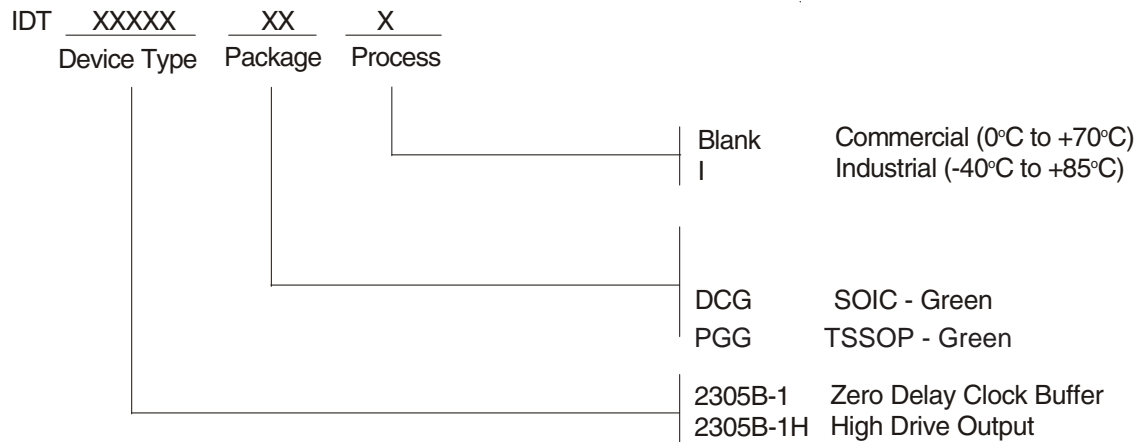 IDT XXXXX XX X
Device Type Package Process
Blank Commercial (0°C to +70°C)
I Industrial (-40°C to +85°C)
DCG SOIC - Green
PGG TSSOP - Green
2305B-1 Zero Delay Clock Buffer
2305B-1H High Drive Output